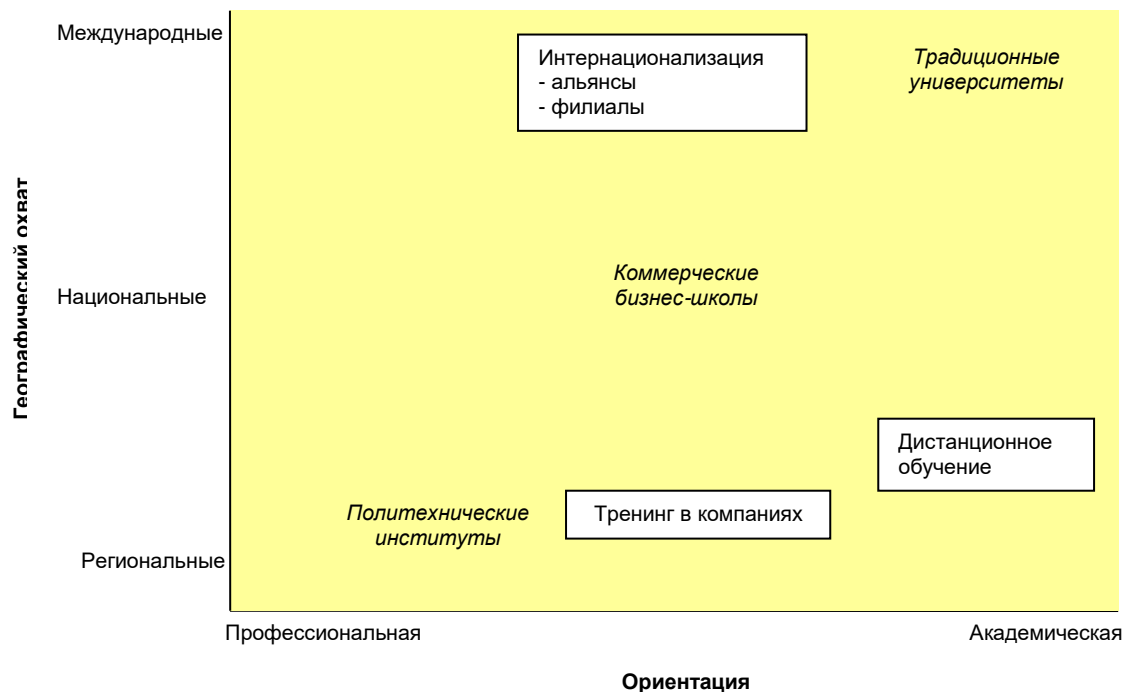 Международные
Интернационализация
- альянсы
- филиалы
Традиционные
университеты
Географический охват
Национальные
Коммерческие
бизнес-школы
Дистанционное
обучение
Политехнические
институты
Тренинг в компаниях
Региональные
Профессиональная
Академическая
Ориентация